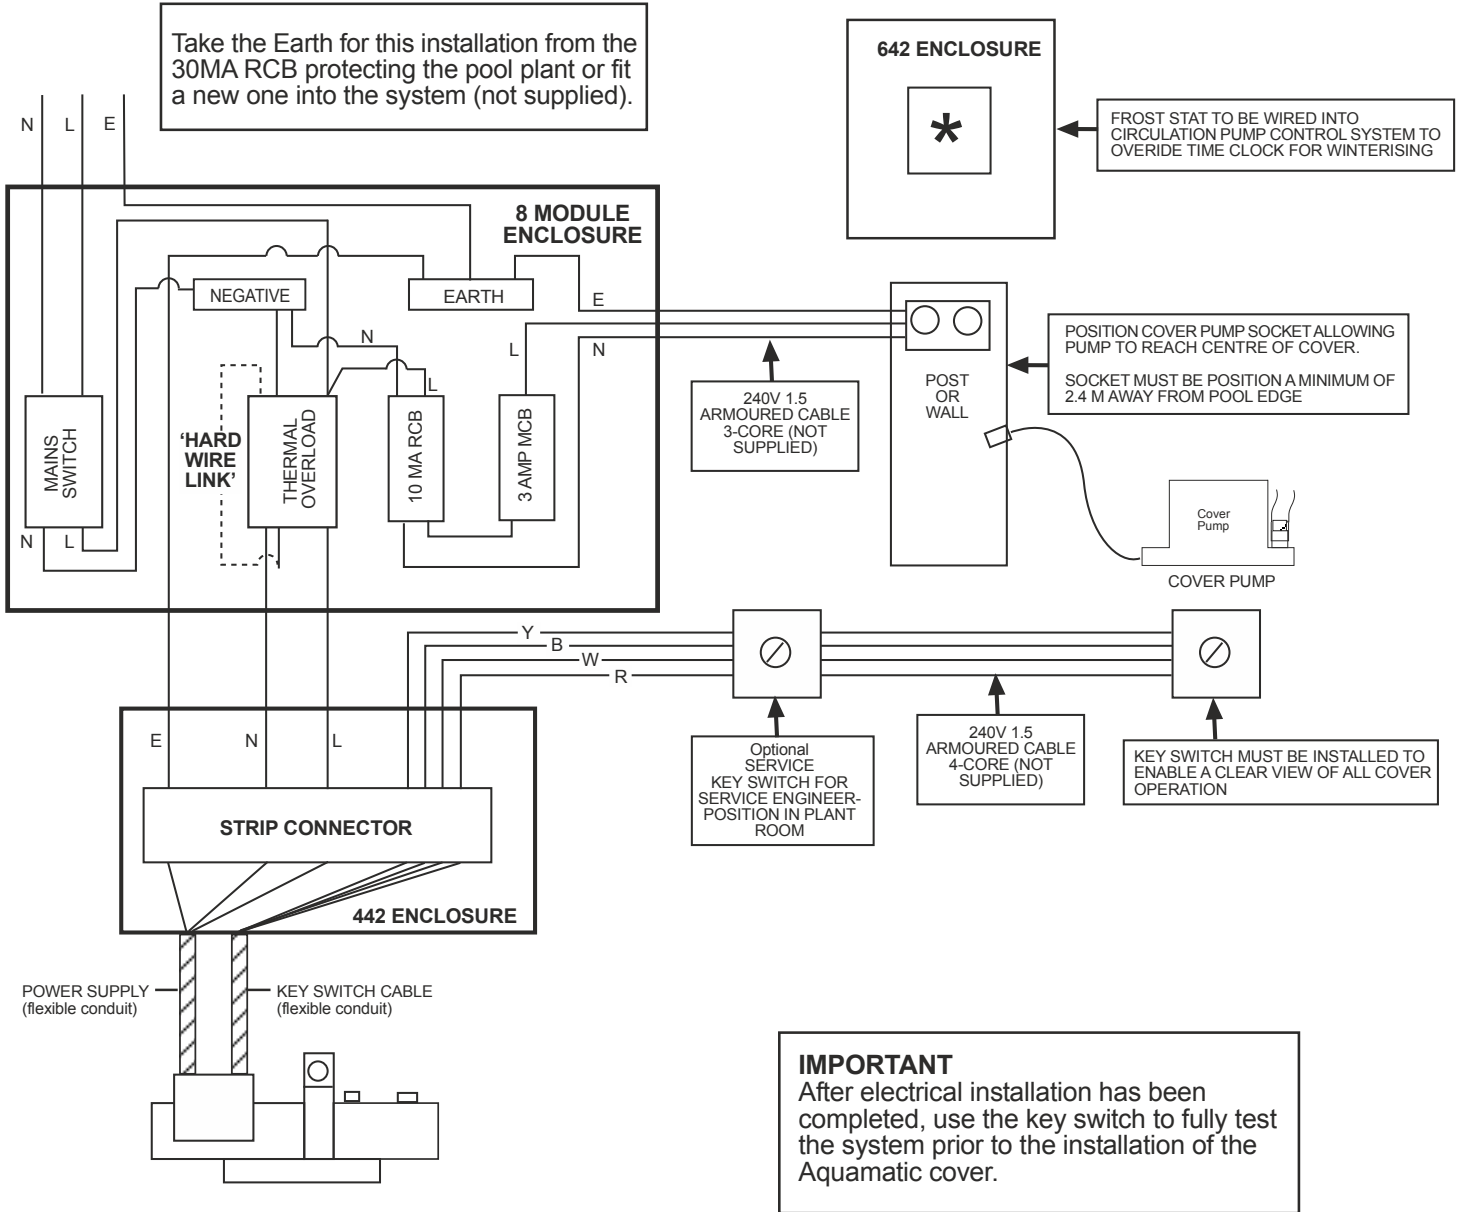 Take the Earth for this installation from the
30MA RCB protecting the pool plant or fit
a new one into the system (not supplied).
642 ENCLOSURE
*
FROST STAT TO BE WIRED INTO
CIRCULATION PUMP CONTROL SYSTEM TO
OVERIDE TIME CLOCK FOR WINTERISING
N
L
E
8 MODULE
ENCLOSURE
NEGATIVE
EARTH
E
N
L
N
L
POST
OR
WALL
POSITION COVER PUMP SOCKET ALLOWING
PUMP TO REACH CENTRE OF COVER.
SOCKET MUST BE POSITION A MINIMUM OF
2.4 M AWAY FROM POOL EDGE
240V 1.5
ARMOURED CABLE
3-CORE (NOT
SUPPLIED)
MAINS
SWITCH
'HARD
WIRE
LINK'
THERMAL
OVERLOAD
10 MA RCB
3 AMP MCB
N
L
Cover
Pump
COVER PUMP
Y
B
W
R
E
N
L
Optional
SERVICE
KEY SWITCH FOR
SERVICE ENGINEER-
POSITION IN PLANT
ROOM
240V 1.5
ARMOURED CABLE
4-CORE (NOT
SUPPLIED)
KEY SWITCH MUST BE INSTALLED TO
ENABLE A CLEAR VIEW OF ALL COVER
OPERATION
STRIP CONNECTOR
442 ENCLOSURE
POWER SUPPLY
(flexible conduit)
KEY SWITCH CABLE
(flexible conduit)
IMPORTANT
After electrical installation has been
completed, use the key switch to fully test
the system prior to the installation of the
Aquamatic cover.